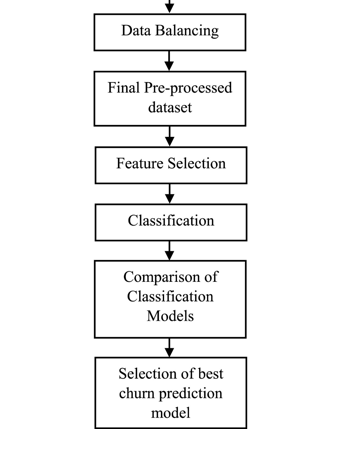 Data Balancing
Final Pre-processed
dataset
Feature Selection
Classification
Comparison of
Classification
Models
Selection of best
churn prediction
model